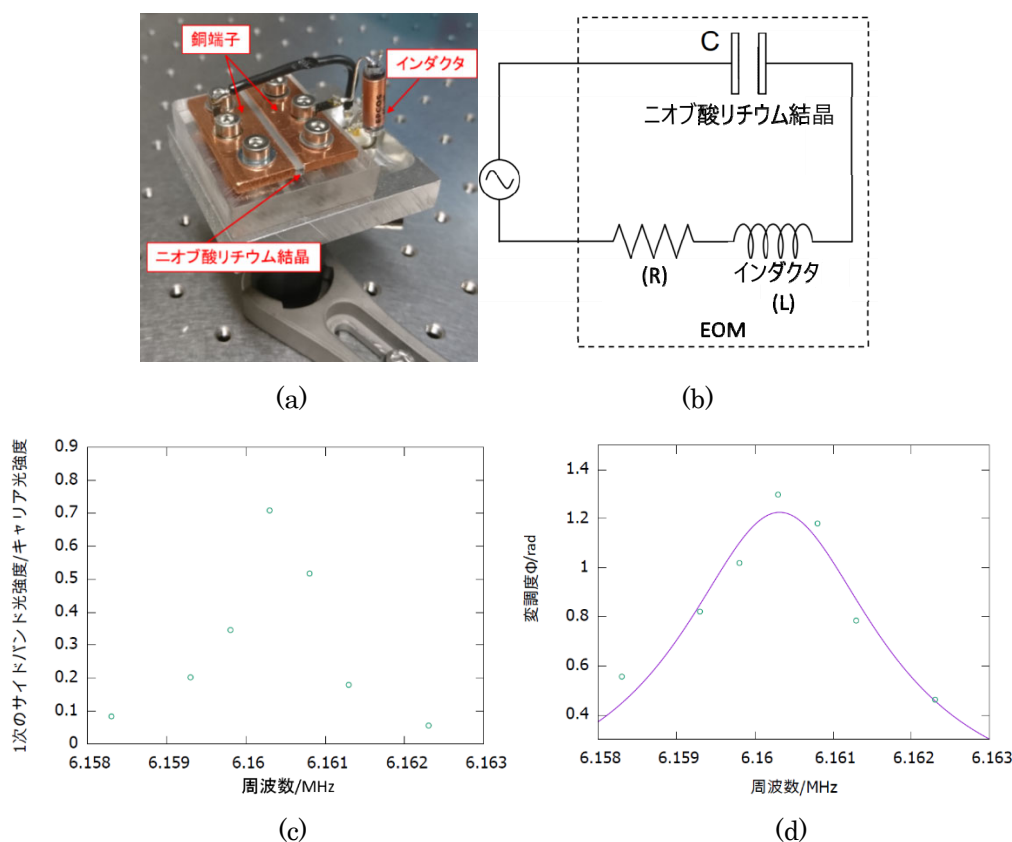 銅端子
インダクタ
ニオブ酸リチウム結晶
(a)
C
ニオブ酸リチウム結晶
(R)
インダクタ
(L)
EOM
(b)
1次のサイドバンド光強度/キャリア光強度
0.9
0.8
0.7
0.6
0.5
0.4
0.3
0.2
0.1
0
6.158
6.159
6.16
6.161
6.162
6.163
周波数/MHz
(c)
変調度Φ/rad
1.4
1.2
1
0.8
0.6
0.4
6.158
6.159
6.16
6.161
6.162
6.163
周波数/MHz
(d)